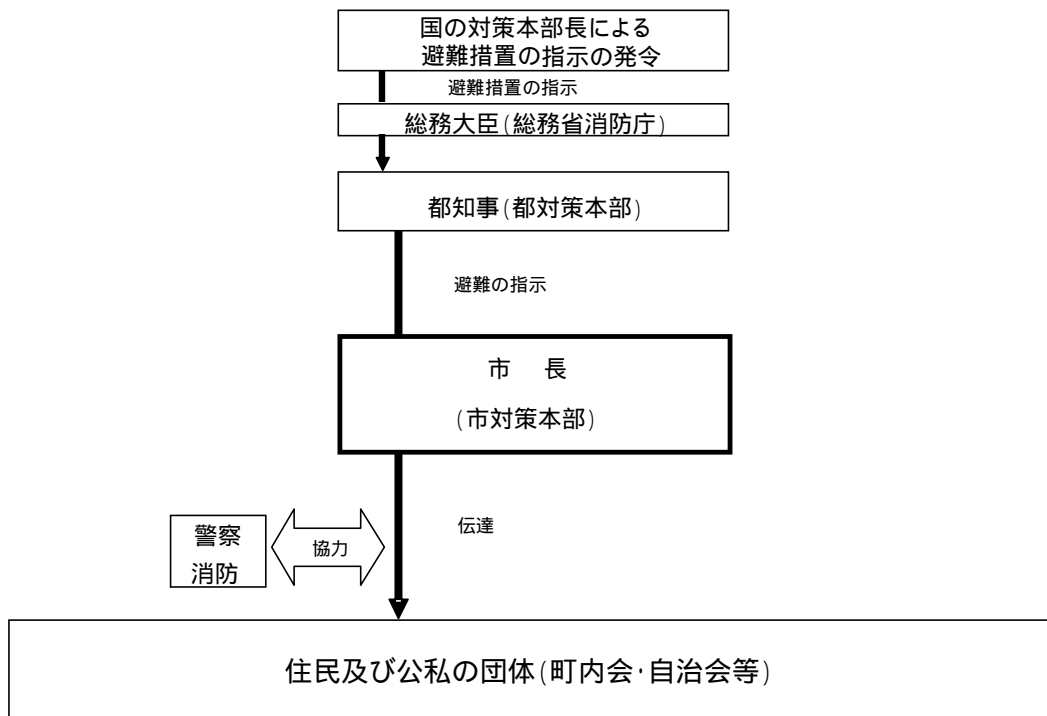 国の対策本部長による
避難措置の指示の発令
避難措置の指示
総務大臣(総務省消防庁)
都知事(都対策本部)
避難の指示
市　長
(市対策本部)
伝達
警察
消防
協力
住民及び公私の団体(町内会・自治会等)